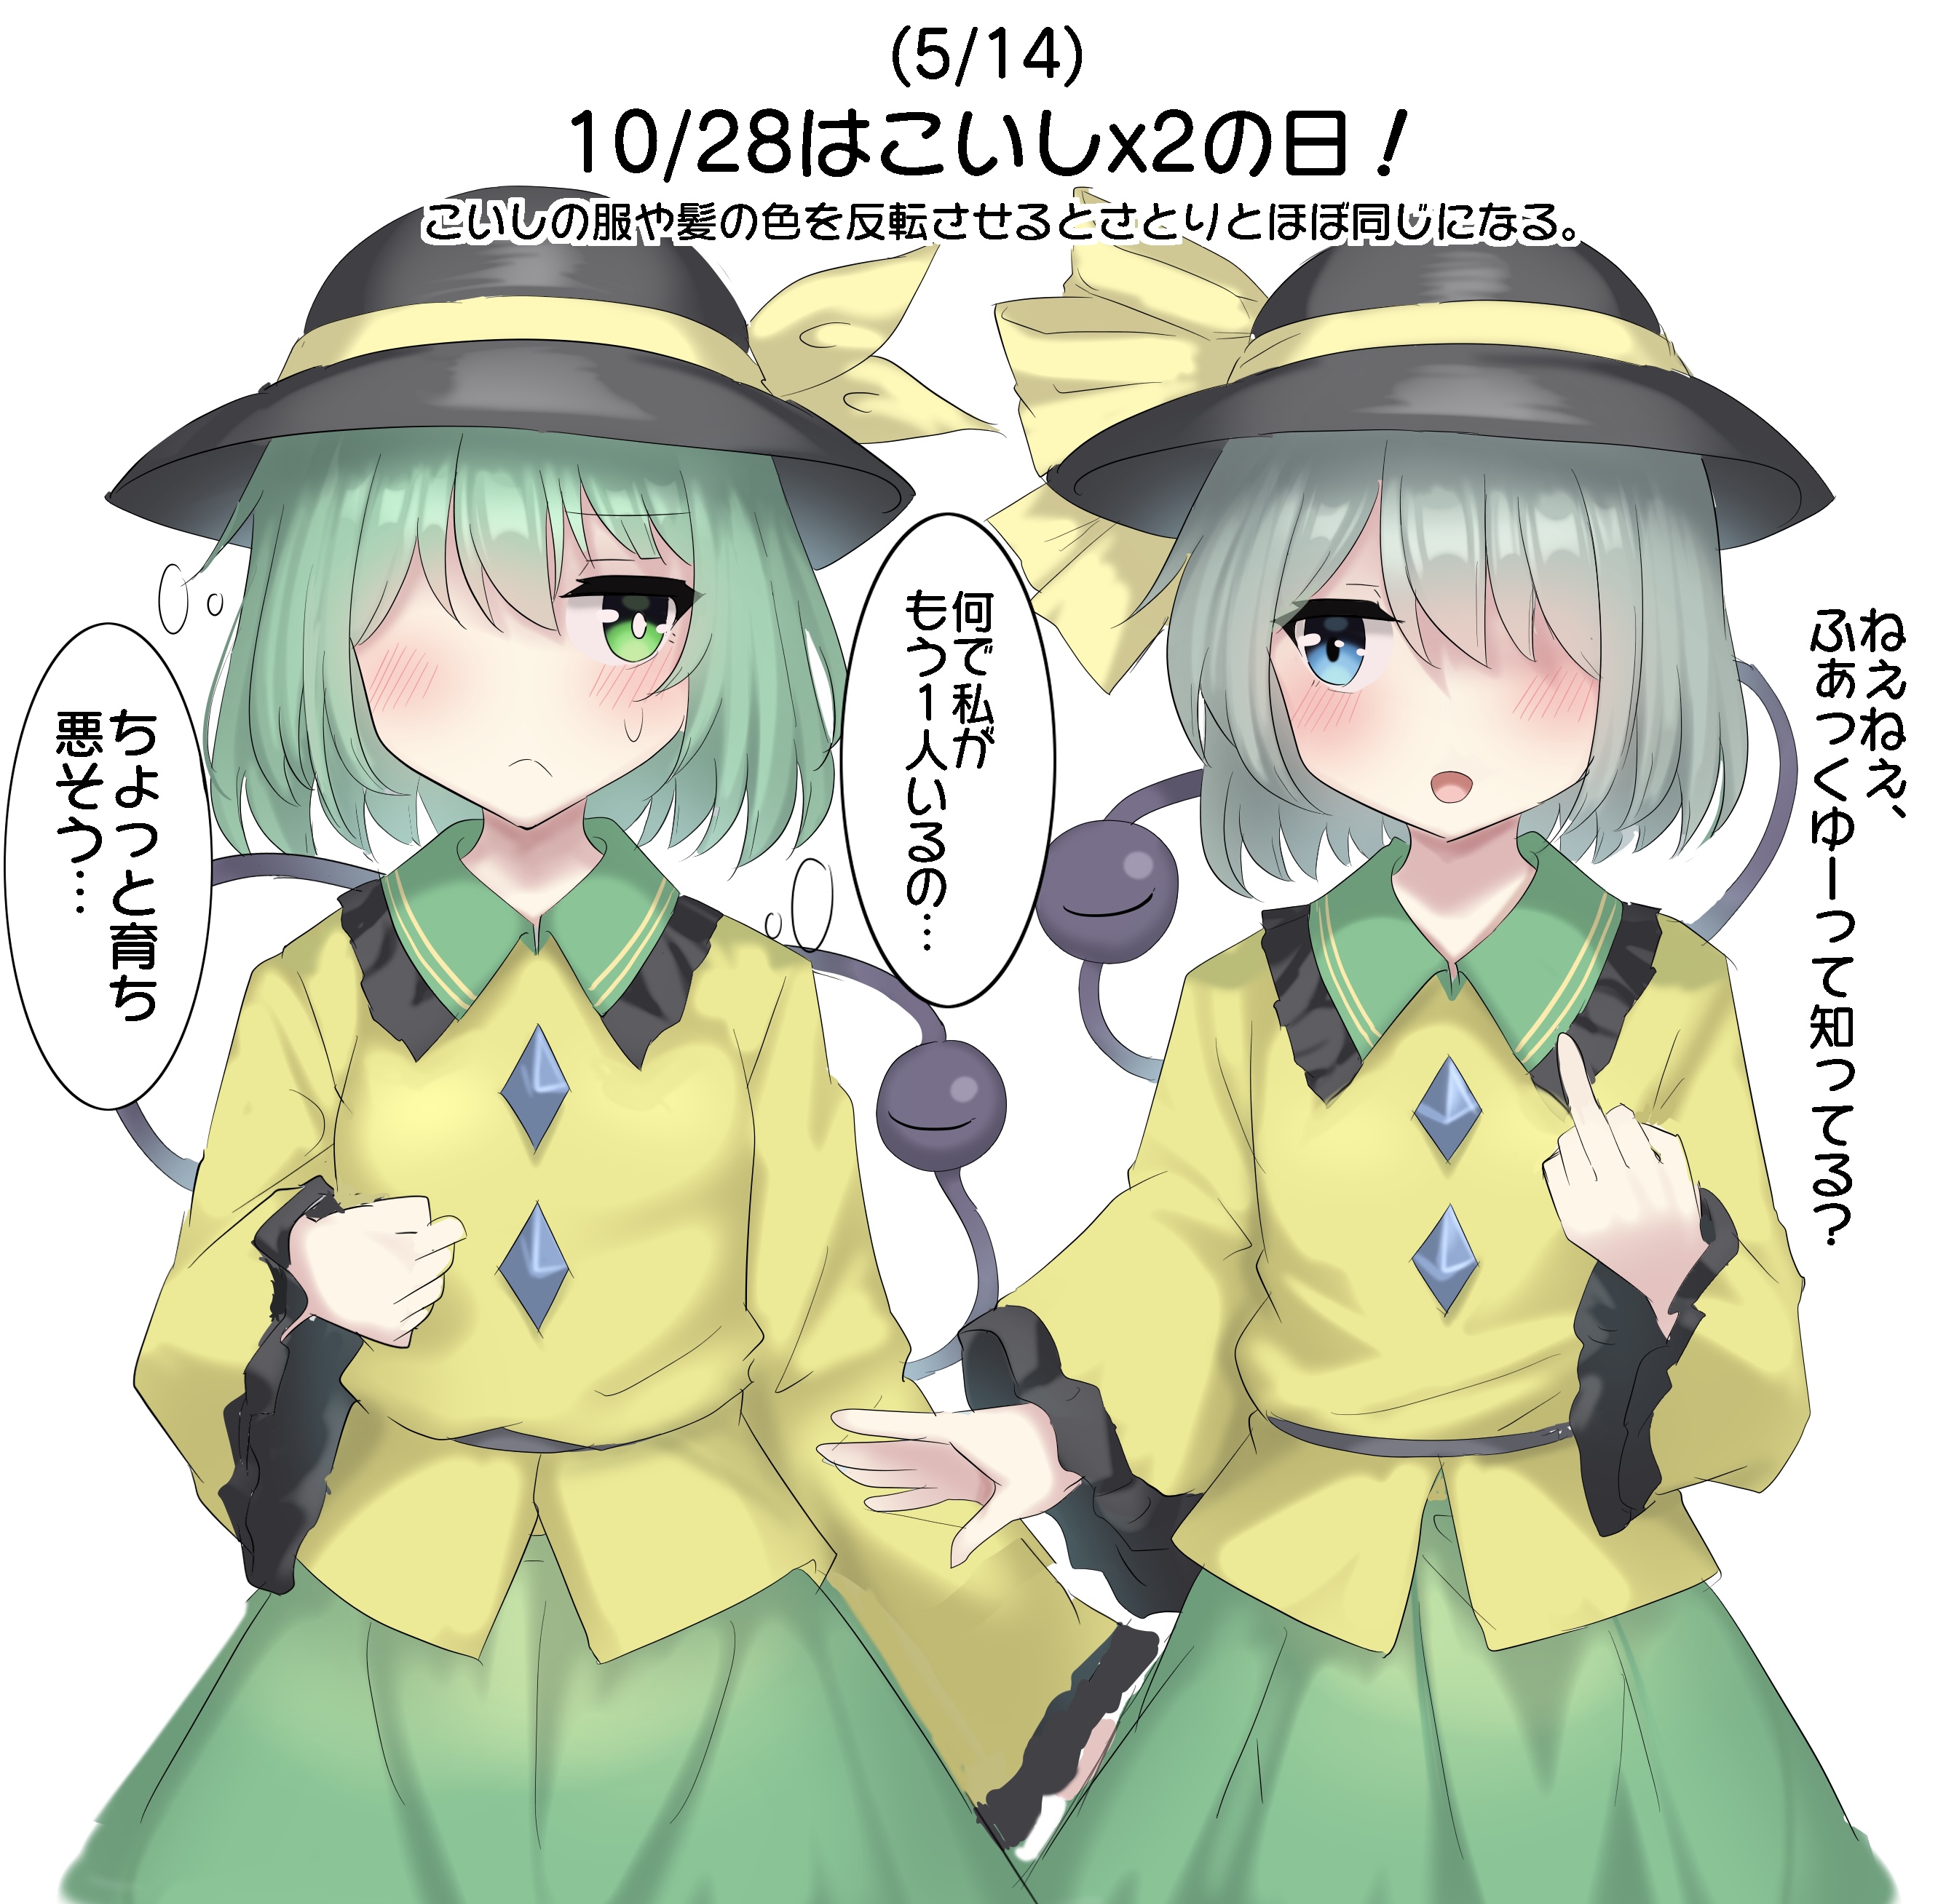 (5/14)
10/28はこいしx2の日!
こいしの服や髪の色を反転させるとさとりとほぼ同じになる。
ねぇねぇ、
ふぁっくゆーって知ってる?
何で私が
もう1人いるの…
ちょっと育ち
悪そう…